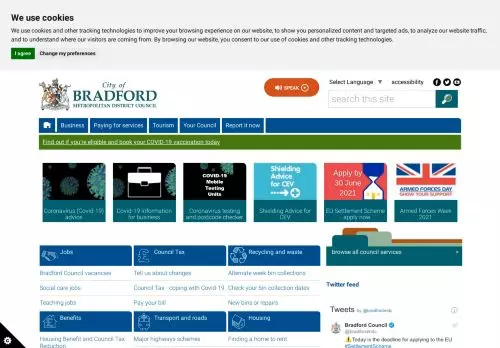 We use cookies
We use cookies and other tracking technologies to improve your browsing experience on our website, to show you personalized content and targeted ads, to analyze our website traffic,
and to understand where our visitors are coming from. By browsing our website, you consent to our use of cookies and other tracking technologies.
I agree Change my preferences
City of
BRADFORD
METROPOLITAN DISTRICT COUNCIL
SPEAK
Select Language accessibility
search this site
Business Paying for services Tourism Your Council Report it now
Find out if you're eligible and book your COVID-19 vaccination today
COVID-19
Mobile
Testing
Units
Shielding
Advice
for CEV
Apply by
30 June
2021
ARMED FORCES DAY
SHOW YOUR SUPPORT
Coronavirus (Covid-19)
advice
Covid-19 information
for business
Coronavirus testing
and postcode checker
Shielding Advice for
CEV
EU Settlement Scheme
apply now
Armed Forces Week
2021
Jobs
Council Tax
Recycling and waste
browse all council services
Bradford Council vacancies
Tell us about changes
Alternate week bin collections
Social care jobs
Council Tax - coping with Covid-19
Check your bin collection dates
Twitter feed
Teaching jobs
Pay your bill
New bins or repairs
Tweets by @bradfordmdc
Benefits
Transport and roads
Housing
Bradford Council
@bradfordmdc
Housing Benefit and Council Tax
Reduction
Major highways schemes
Finding a home to rent
Today is the deadline for applying to the EU
#SettlementScheme